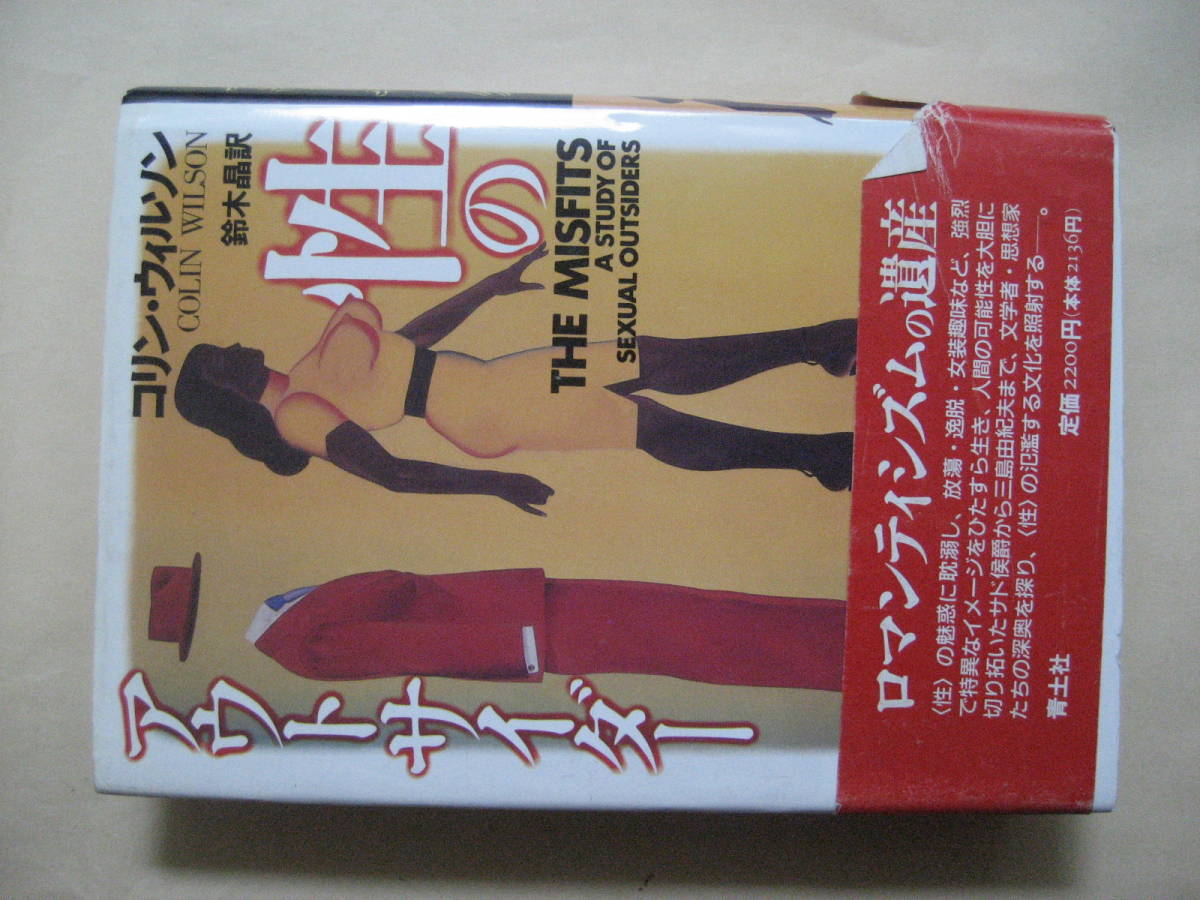 コリン・ウィルソン
COLIN WILSON
鈴木晶訳
性の
アウトサイダー
THE MISFITS
A STUDY OF
SEXUAL OUTSIDERS
ロマンティシズムの遺産
〈性〉の魅惑に耽溺し、放蕩・逸脱・女装趣味など、強烈
で特異なイメージをひたすら生き、人間の可能性を大胆に
切り拓いたサド侯爵から三島由紀夫まで、文学者・思想家
たちの深奥を探り、〈性〉の氾濫する文化を照射する——。
青土社
定価2200円(本体2136円)